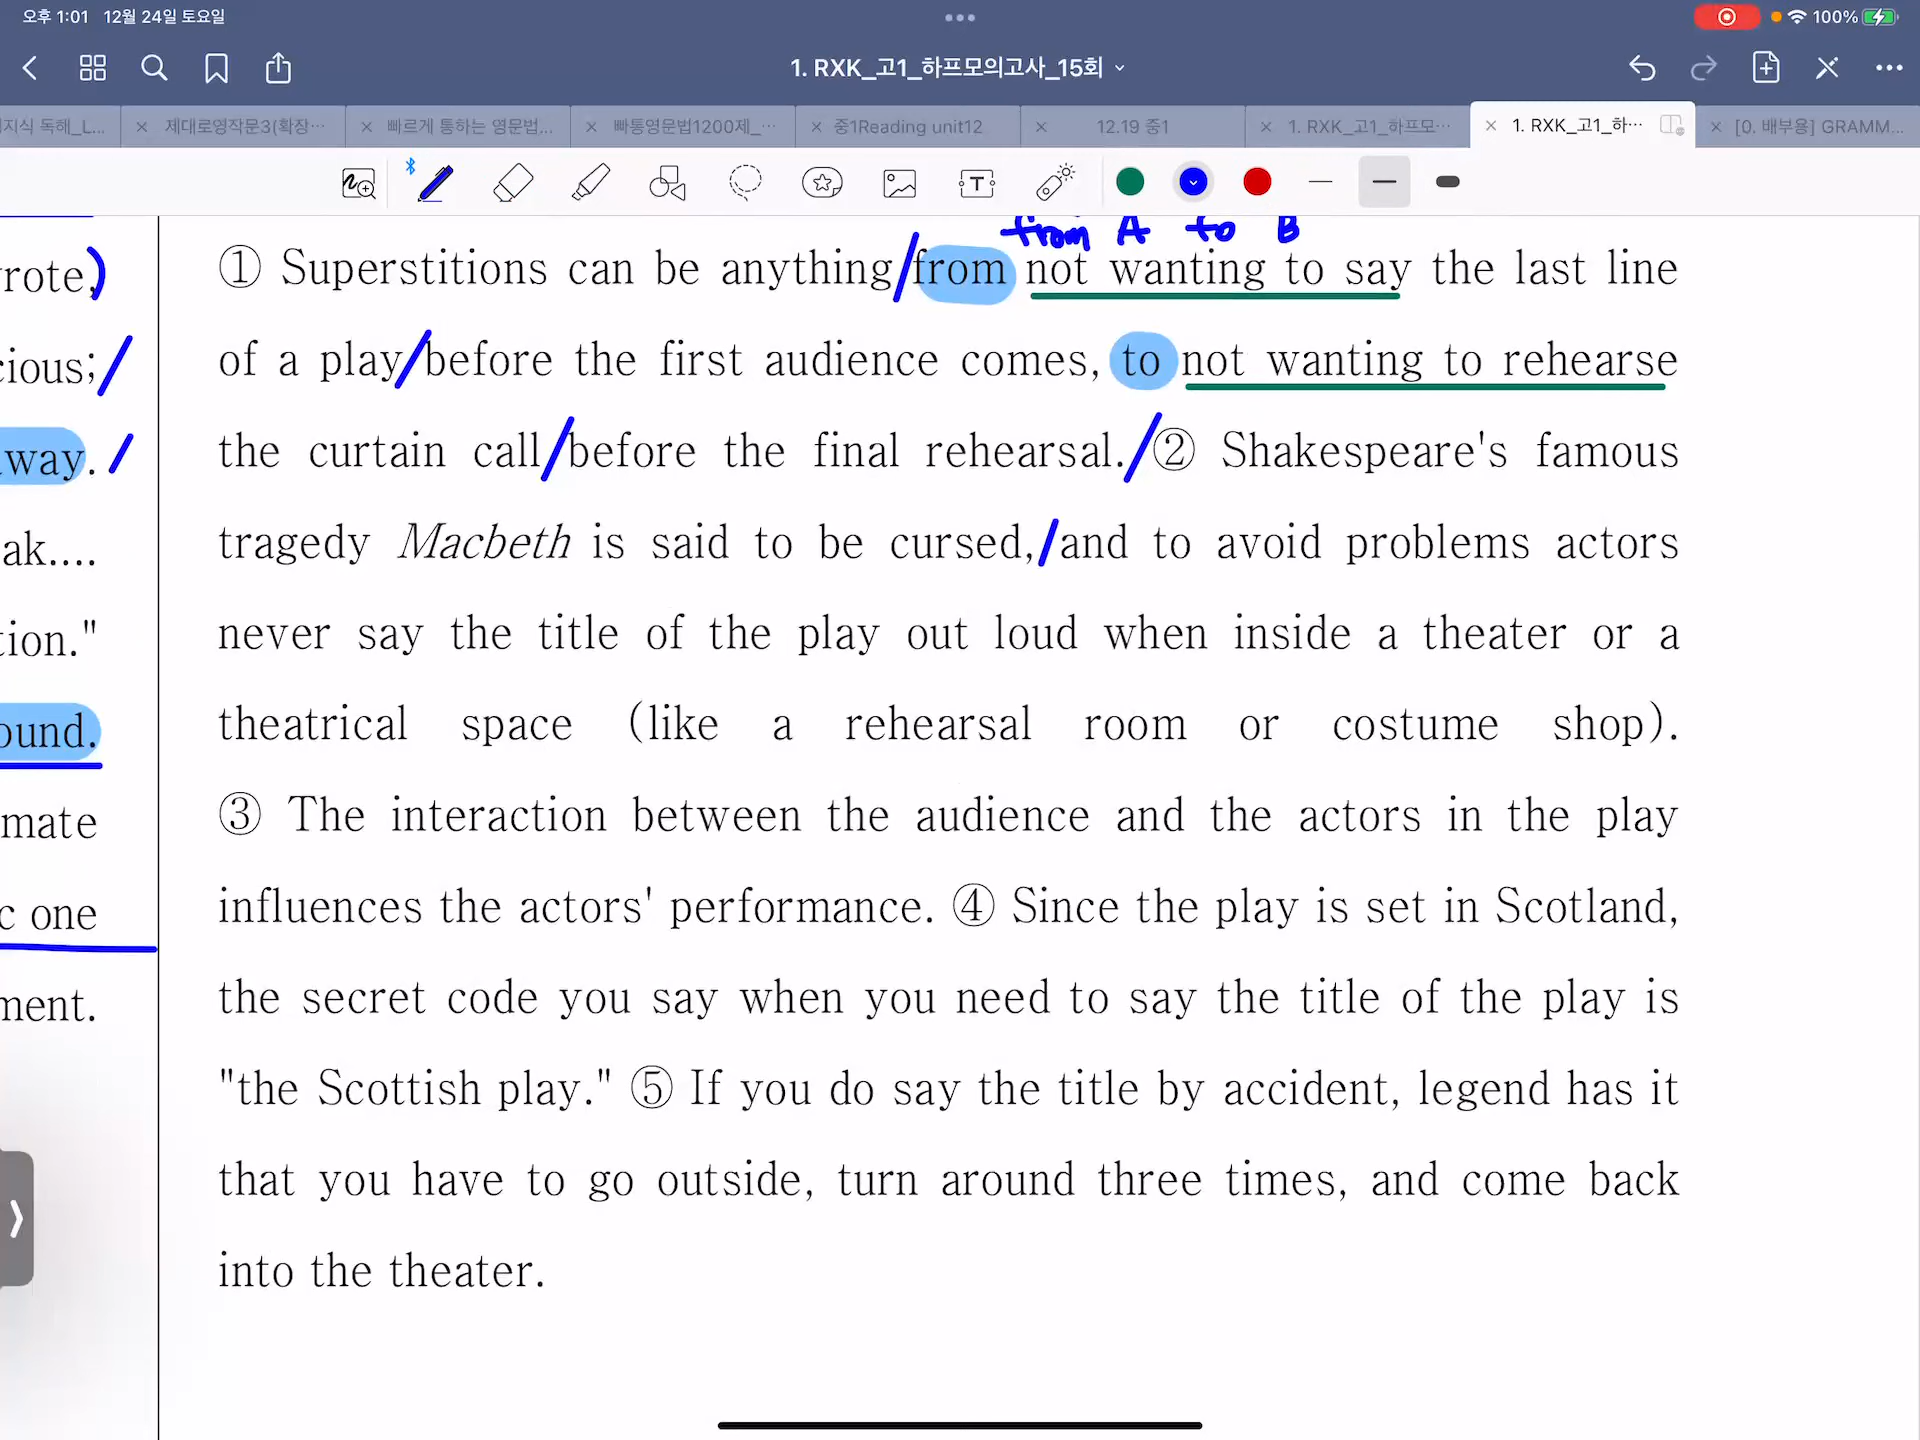 오후 1:01 12월 24일 토요일
100%
1. RXK_고1_하프모의고사_15회
지식 독해_L...
제대로영작문3(확장…
빠르게 통하는 영문법...
빠통영문법1200제_…
중1Reading unit12
12.19 중1
1. RXK_고1_하프모…
1. RXK_고1_하…
[0. 배부용] GRAMM...
from A to B
rote,)
cious;
way.
ak....
tion."
ound.
mate
c one
ment.
① Superstitions can be anything/from not wanting to say the last line
of a play/before the first audience comes, to not wanting to rehearse
the curtain call/before the final rehearsal./② Shakespeare's famous
tragedy Macbeth is said to be cursed,/and to avoid problems actors
never say the title of the play out loud when inside a theater or a
theatrical space (like a rehearsal room or costume shop).
③ The interaction between the audience and the actors in the play
influences the actors' performance. ④ Since the play is set in Scotland,
the secret code you say when you need to say the title of the play is
"the Scottish play." ⑤ If you do say the title by accident, legend has it
that you have to go outside, turn around three times, and come back
into the theater.